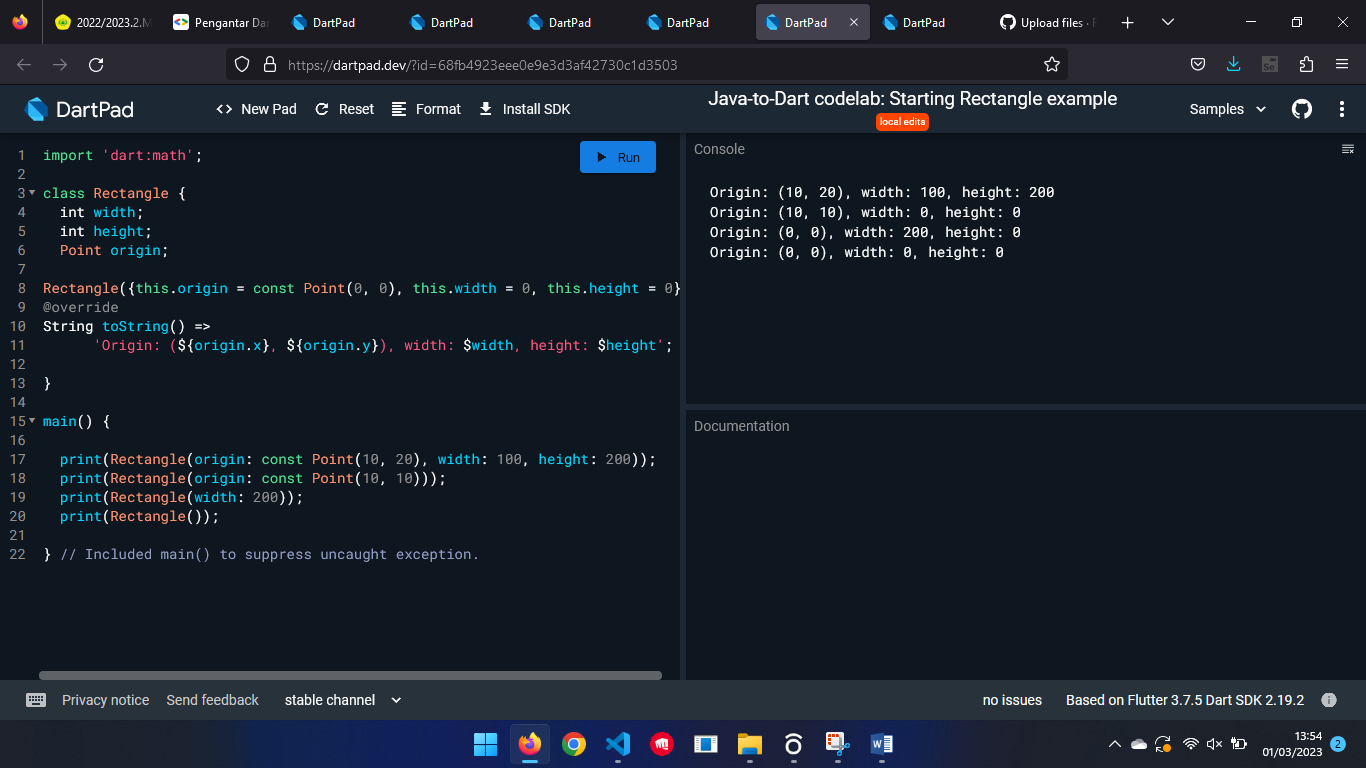 2022/2023.2.M
Pengantar Da
DartPad
DartPad
DartPad
DartPad
DartPad
DartPad
Upload files ·
https://dartpad.dev/?id=68fb4923eee0e9e3d3af42730c1d3503
DartPad
New Pad
Reset
Format
Install SDK
Java-to-Dart codelab: Starting Rectangle example
local edits
Samples
1 import 'dart:math';
2
3 class Rectangle {
4 int width;
5 int height;
6 Point origin;
7
8 Rectangle({this.origin = const Point(0, 0), this.width = 0, this.height = 0}
9 @override
10 String toString() =>
11 'Origin: (${origin.x}, ${origin.y}), width: $width, height: $height';
12
13 }
14
15 main() {
16
17 print(Rectangle(origin: const Point(10, 20), width: 100, height: 200));
18 print(Rectangle(origin: const Point(10, 10)));
19 print(Rectangle(width: 200));
20 print(Rectangle());
21
22 } // Included main() to suppress uncaught exception.
Run
Console
Origin: (10, 20), width: 100, height: 200
Origin: (10, 10), width: 0, height: 0
Origin: (0, 0), width: 200, height: 0
Origin: (0, 0), width: 0, height: 0
Documentation
Privacy notice
Send feedback
stable channel
no issues
Based on Flutter 3.7.5 Dart SDK 2.19.2
13:54
01/03/2023
2